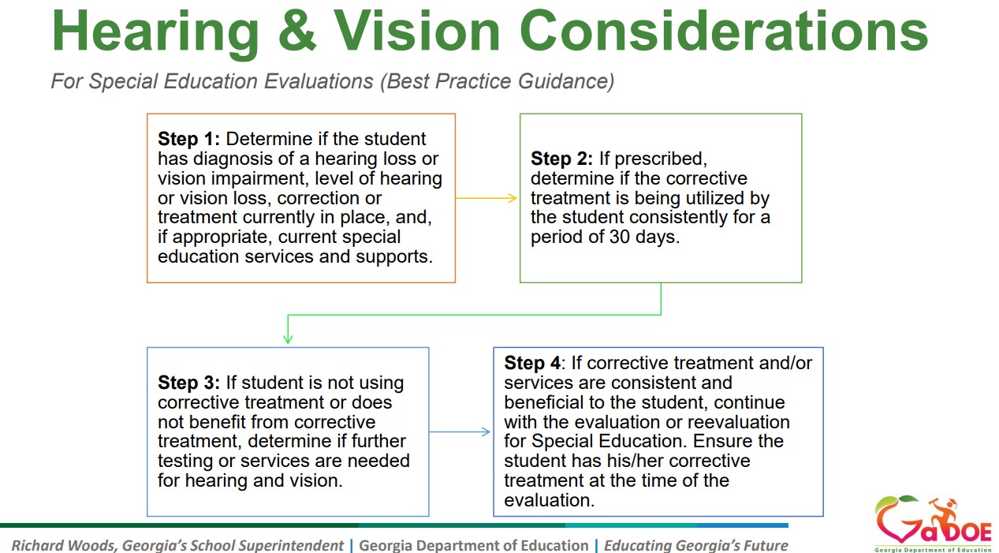 Hearing & Vision Considerations
For Special Education Evaluations (Best Practice Guidance)
Step 1: Determine if the student
has diagnosis of a hearing loss or
vision impairment, level of hearing
or vision loss, correction or
treatment currently in place, and,
if appropriate, current special
education services and supports.
Step 2: If prescribed,
determine if the corrective
treatment is being utilized by
the student consistently for a
period of 30 days.
Step 3: If student is not using
corrective treatment or does
not benefit from corrective
treatment, determine if further
testing or services are needed
for hearing and vision.
Step 4: If corrective treatment and/or
services are consistent and
beneficial to the student, continue
with the evaluation or reevaluation
for Special Education. Ensure the
student has his/her corrective
treatment at the time of the
evaluation.
Richard Woods, Georgia's School Superintendent | Georgia Department of Education | Educating Georgia's Future
GaDOE
Georgia Department of Education